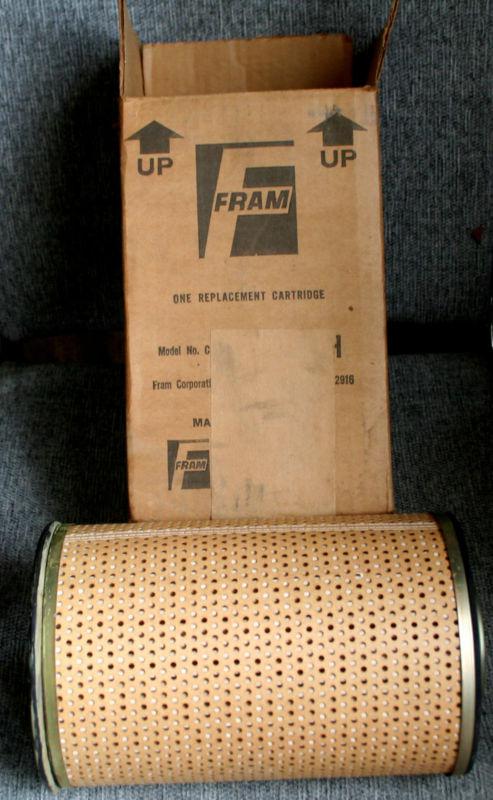 UP
UP
FRAM
ONE REPLACEMENT CARTRIDGE
Model No. C
Fram Corporati 2916
MA
FRAM